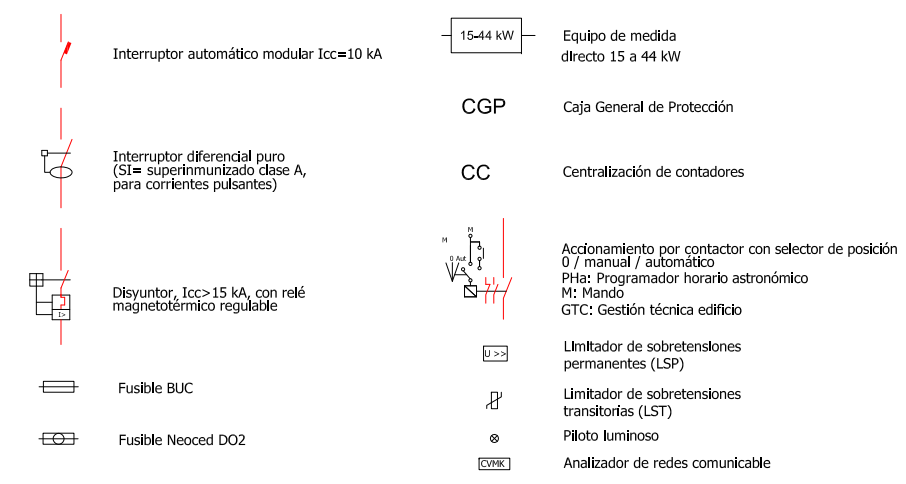 Interruptor automático modular Icc=10 kA
Interruptor diferencial puro
(SI= superinmunizado clase A,
para corrientes pulsantes)
I>
Disyuntor, Icc>15 kA, con relé
magnetotérmico regulable
Fusible BUC
Fusible Neoced DO2
15-44 kW
Equipo de medida
directo 15 a 44 kW
CGP
Caja General de Protección
CC
Centralización de contadores
M
M
0 Aut
Accionamiento por contactor con selector de posición
0 / manual / automático
PHa: Programador horario astronómico
M: Mando
GTC: Gestión técnica edificio
U >>
Limitador de sobretensiones
permanentes (LSP)
Limitador de sobretensiones
transitorias (LST)
Piloto luminoso
CVMK
Analizador de redes comunicable